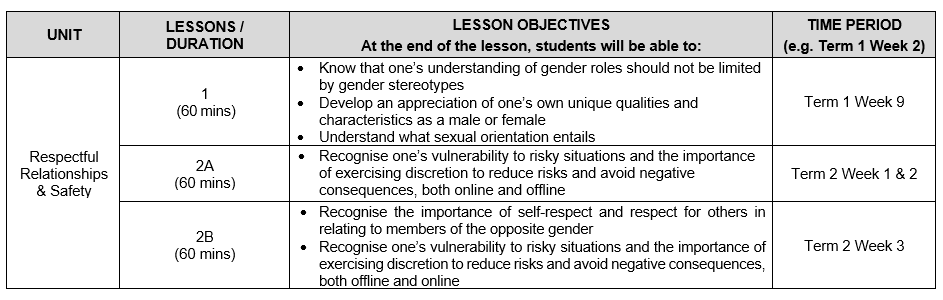 UNIT
LESSONS /
DURATION
LESSON OBJECTIVES
At the end of the lesson, students will be able to:
TIME PERIOD
(e.g. Term 1 Week 2)
Respectful
Relationships
& Safety
1
(60 mins)
• Know that one’s understanding of gender roles should not be limited
by gender stereotypes
• Develop an appreciation of one’s own unique qualities and
characteristics as a male or female
• Understand what sexual orientation entails
Term 1 Week 9
2A
(60 mins)
• Recognise one’s vulnerability to risky situations and the importance
of exercising discretion to reduce risks and avoid negative
consequences, both online and offline
Term 2 Week 1 & 2
2B
(60 mins)
• Recognise the importance of self-respect and respect for others in
relating to members of the opposite gender
• Recognise one’s vulnerability to risky situations and the importance of
exercising discretion to reduce risks and avoid negative consequences,
both offline and online
Term 2 Week 3